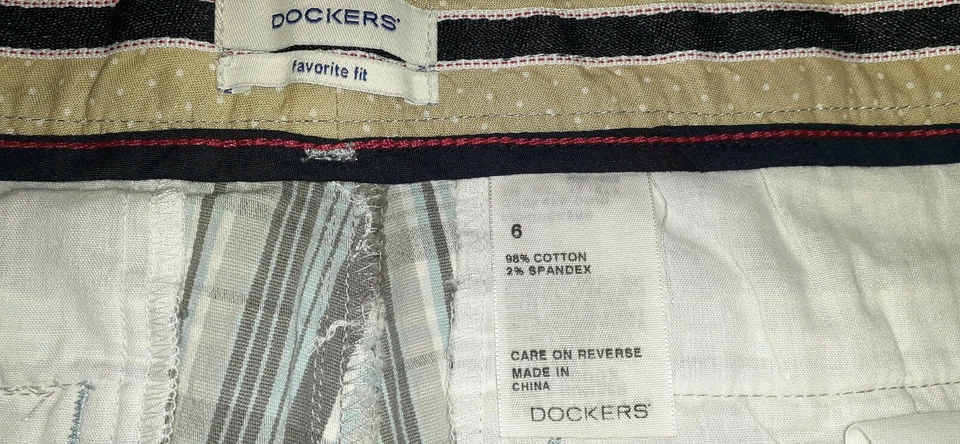 DOCKERS®
favorite fit
6
98% COTTON
2% SPANDEX
CARE ON REVERSE
MADE IN
CHINA
DOCKERS®